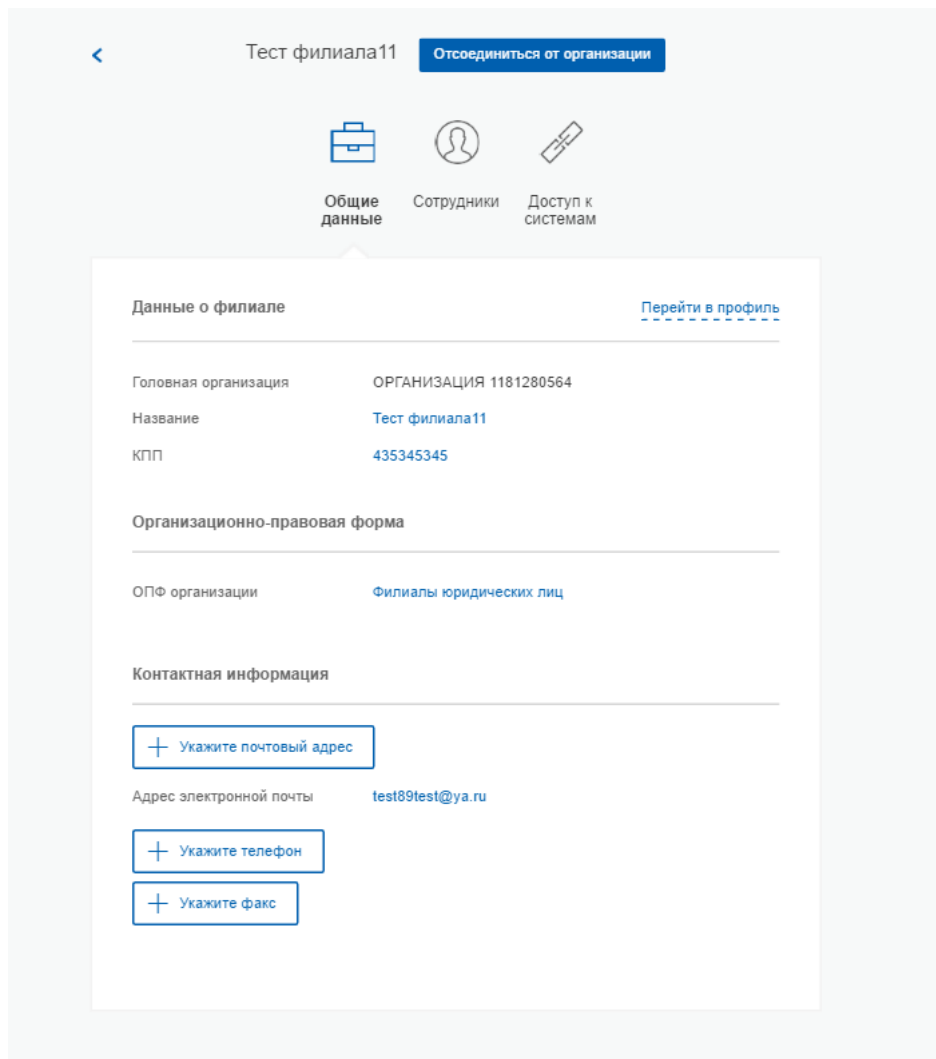 Тест филиала11 Отсоединиться от организации
Общие данные
Сотрудники
Доступ к системам
Данные о филиале Перейти в профиль
Головная организация ОРГАНИЗАЦИЯ 1181280564
Название Тест филиала11
КПП 435345345
Организационно-правовая форма
ОПФ организации Филиалы юридических лиц
Контактная информация
Укажите почтовый адрес
Адрес электронной почты test89test@ya.ru
Укажите телефон
Укажите факс